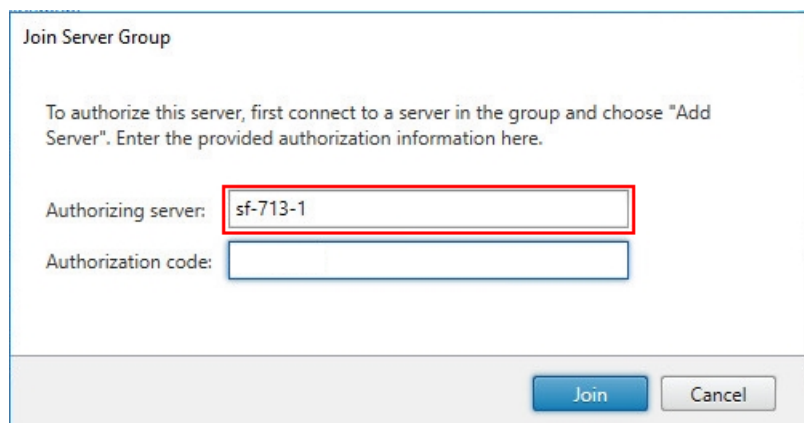 Join Server Group
To authorize this server, first connect to a server in the group and choose "Add
Server". Enter the provided authorization information here.
Authorizing server: sf-713-1
Authorization code:
Join Cancel